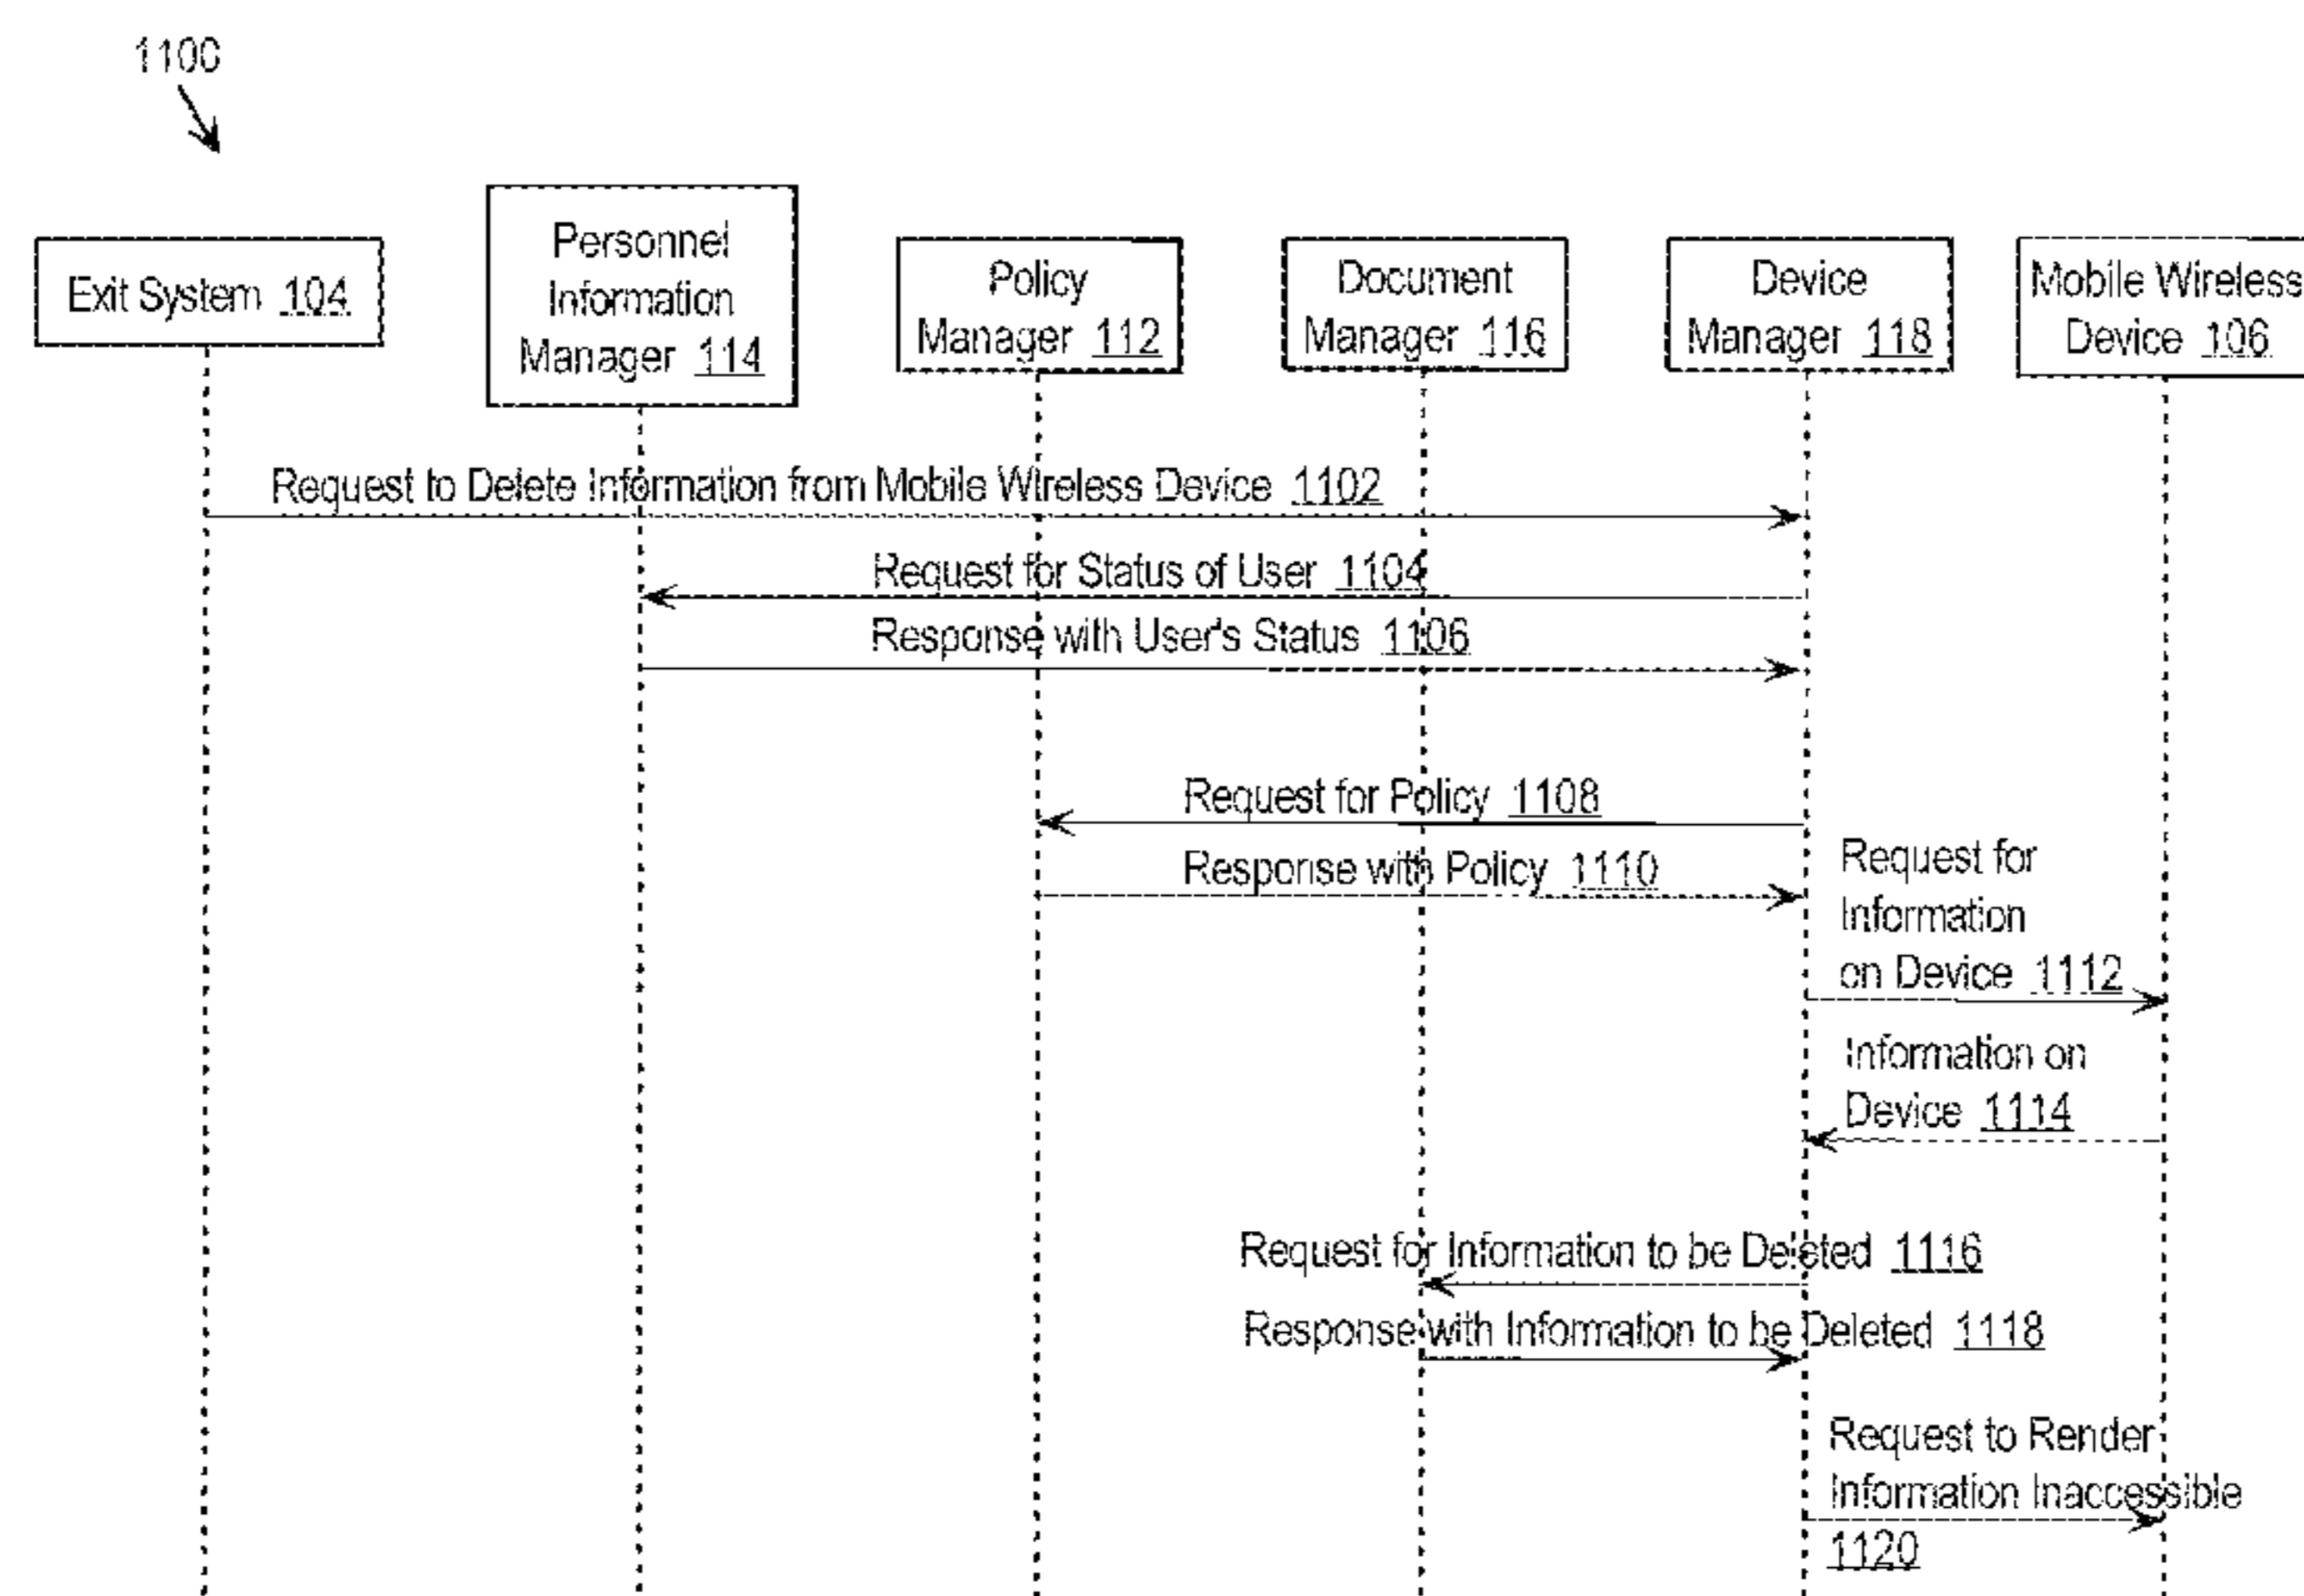 1100
Exit System 104
Personnel
Information
Manager 114
Policy
Manager 112
Document
Manager 116
Device
Manager 118
Mobile Wireless
Device 106
Request to Delete Information from Mobile Wireless Device 1102
Request for Status of User 1104
Response with User's Status 1106
Request for Policy 1108
Response with Policy 1110
Request for
Information
on Device 1112
Information on
Device 1114
Request for Information to be Deleted 1116
Response with Information to be Deleted 1118
Request to Render
Information Inaccessible
1120